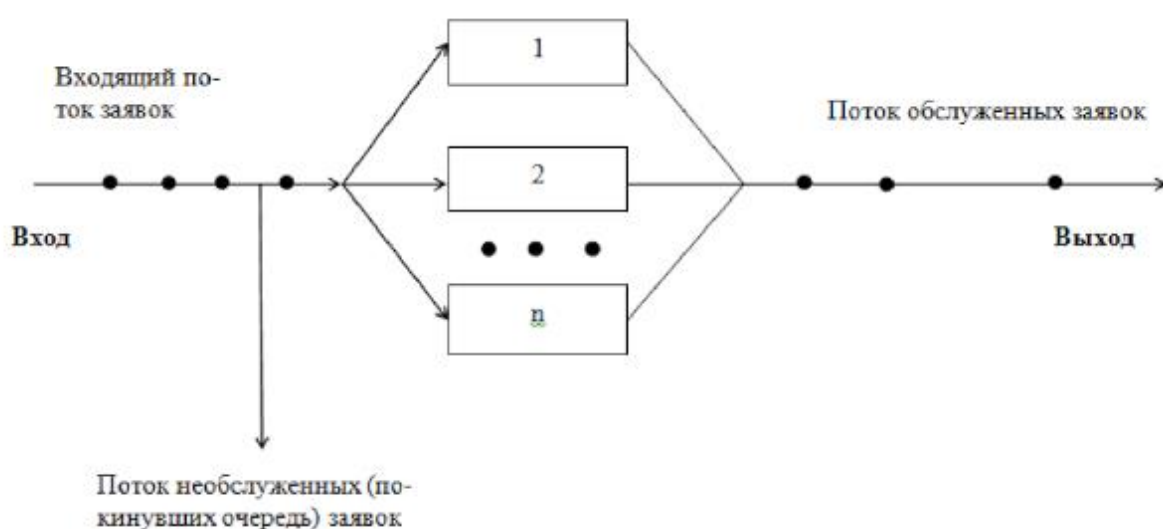 1
Входящий по-
ток заявок
Поток обслуженных заявок
2
Вход
Выход
n
Поток необслуженных (по-
кинувших очередь) заявок